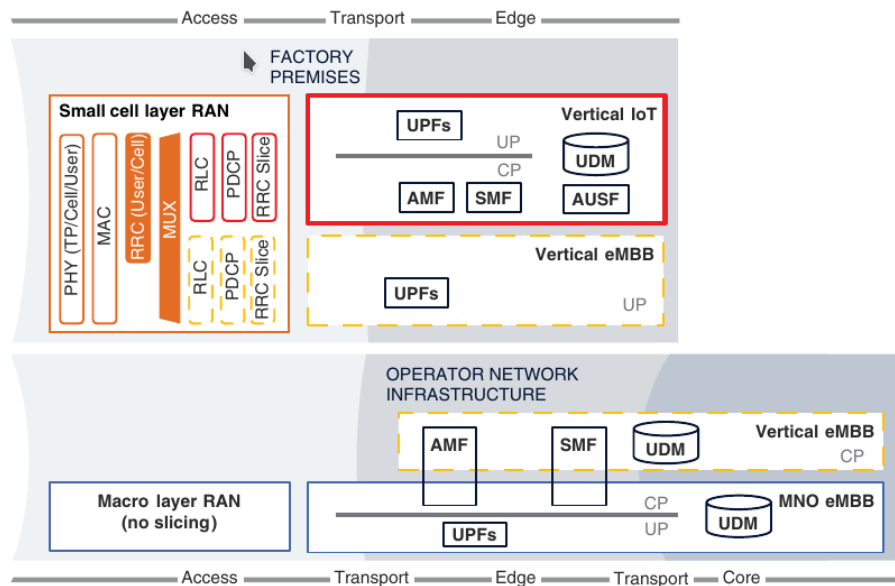 Access
Transport
Edge
FACTORY
PREMISES
Small cell layer RAN
PHY (TP/Cell/User)
MAC
RRC (User/Cell)
MUX
RLC
PDCP
RRC Slice
RLC
PDCP
RRC Slice
Vertical IoT
UPFs
UP
CP
UDM
AMF
SMF
AUSF
Vertical eMBB
UPFs
UP
OPERATOR NETWORK
INFRASTRUCTURE
AMF
SMF
UDM
Vertical eMBB
CP
Macro layer RAN
(no slicing)
CP
UP
UPFs
UDM
MNO eMBB
Access
Transport
Edge
Transport
Core